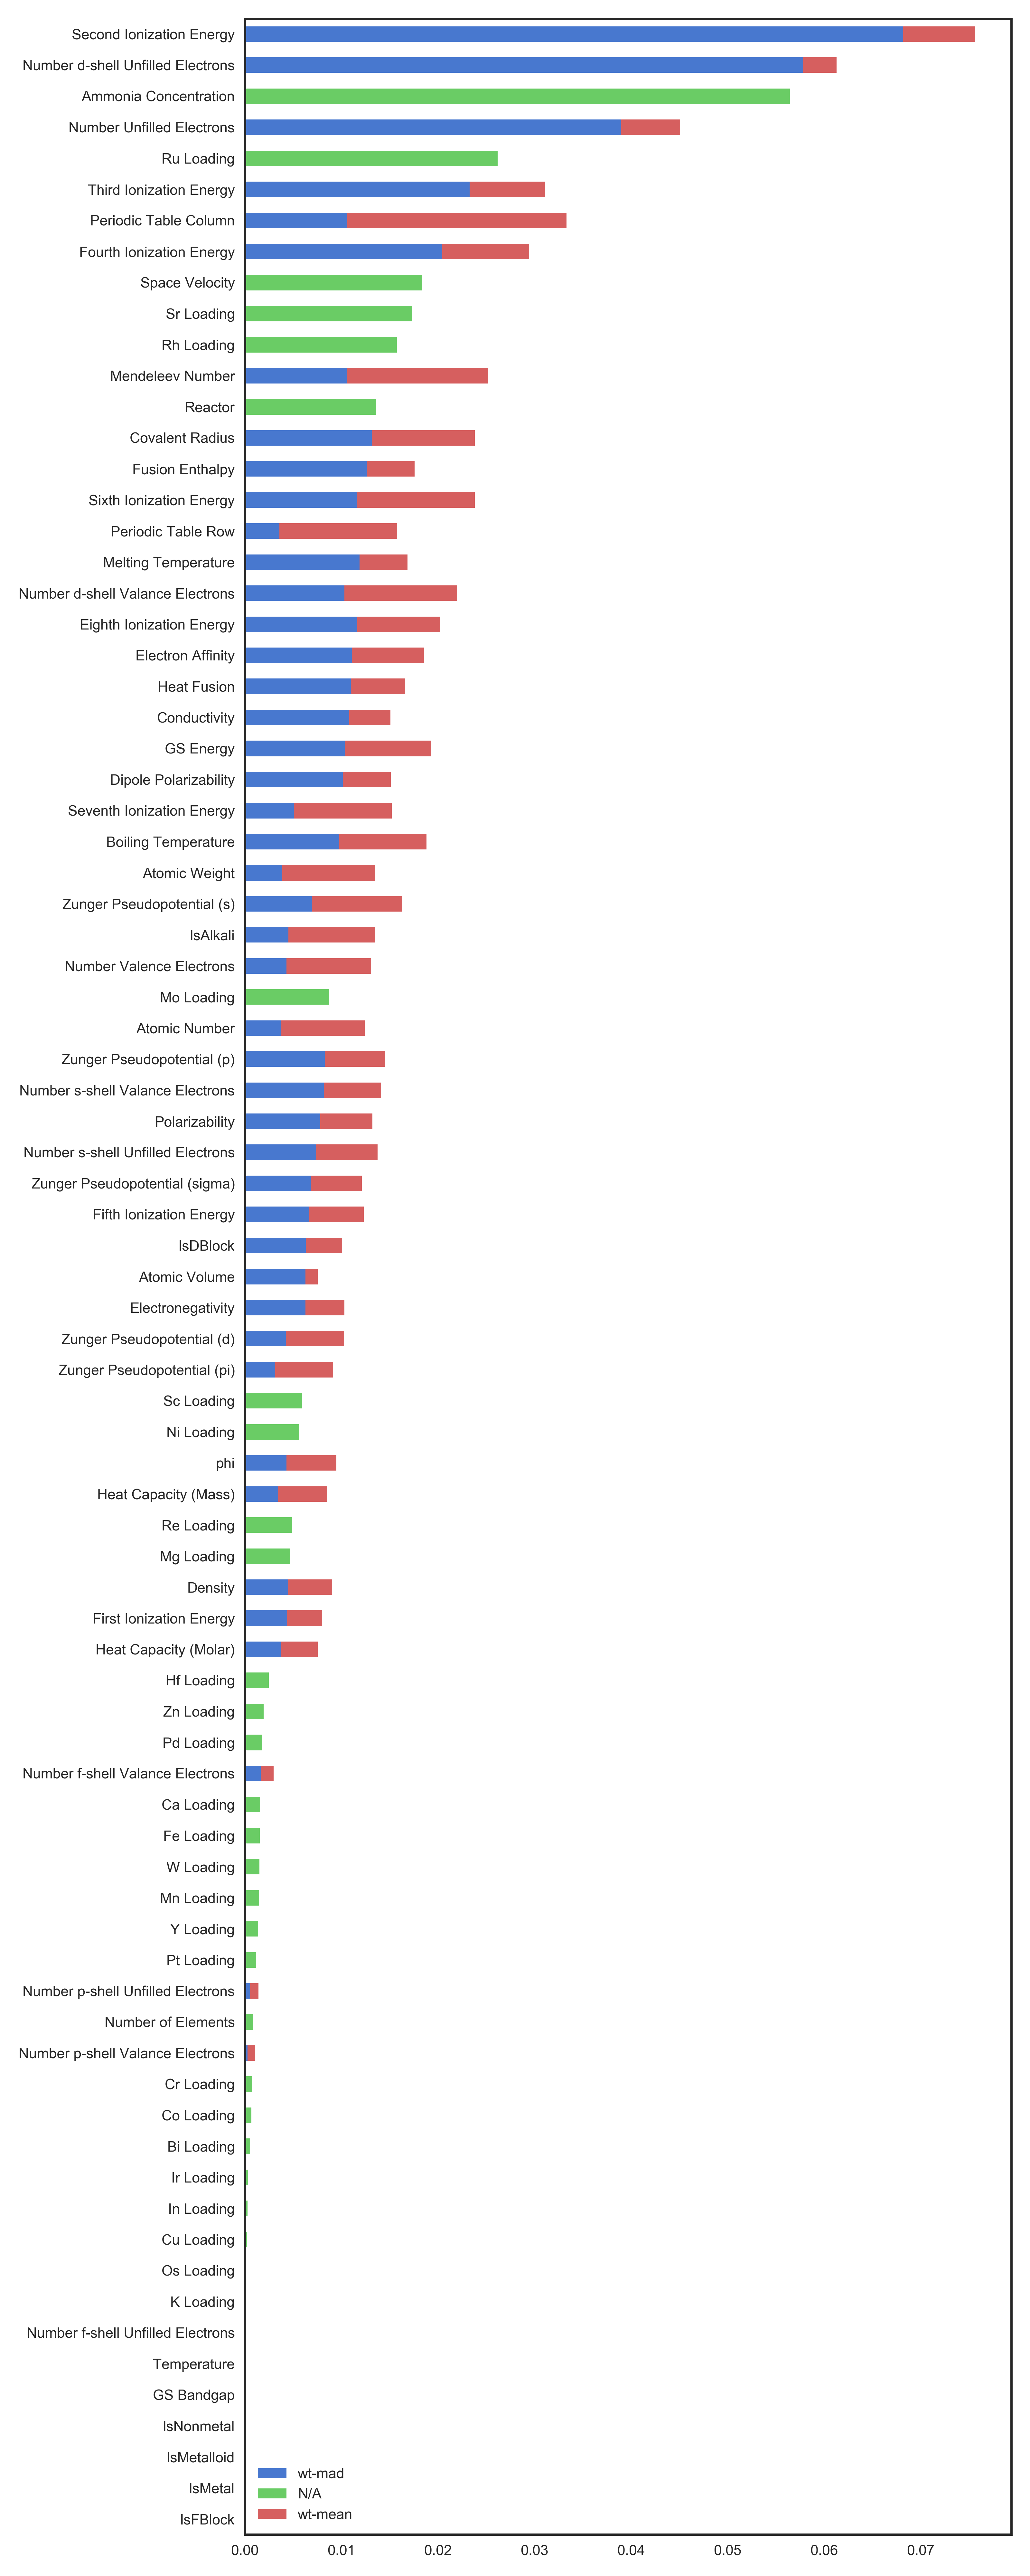 Second Ionization Energy
Number d-shell Unfilled Electrons
Ammonia Concentration
Number Unfilled Electrons
Ru Loading
Third Ionization Energy
Periodic Table Column
Fourth Ionization Energy
Space Velocity
Sr Loading
Rh Loading
Mendeleev Number
Reactor
Covalent Radius
Fusion Enthalpy
Sixth Ionization Energy
Periodic Table Row
Melting Temperature
Number d-shell Valance Electrons
Eighth Ionization Energy
Electron Affinity
Heat Fusion
Conductivity
GS Energy
Dipole Polarizability
Seventh Ionization Energy
Boiling Temperature
Atomic Weight
Zunger Pseudopotential (s)
IsAlkali
Number Valence Electrons
Mo Loading
Atomic Number
Zunger Pseudopotential (p)
Number s-shell Valance Electrons
Polarizability
Number s-shell Unfilled Electrons
Zunger Pseudopotential (sigma)
Fifth Ionization Energy
IsDBlock
Atomic Volume
Electronegativity
Zunger Pseudopotential (d)
Zunger Pseudopotential (pi)
Sc Loading
Ni Loading
phi
Heat Capacity (Mass)
Re Loading
Mg Loading
Density
First Ionization Energy
Heat Capacity (Molar)
Hf Loading
Zn Loading
Pd Loading
Number f-shell Valance Electrons
Ca Loading
Fe Loading
W Loading
Mn Loading
Y Loading
Pt Loading
Number p-shell Unfilled Electrons
Number of Elements
Number p-shell Valance Electrons
Cr Loading
Co Loading
Bi Loading
Ir Loading
In Loading
Cu Loading
Os Loading
K Loading
Number f-shell Unfilled Electrons
Temperature
GS Bandgap
IsNonmetal
IsMetalloid
IsMetal
IsFBlock
wt-mad
N/A
wt-mean
0.00 0.01 0.02 0.03 0.04 0.05 0.06 0.07